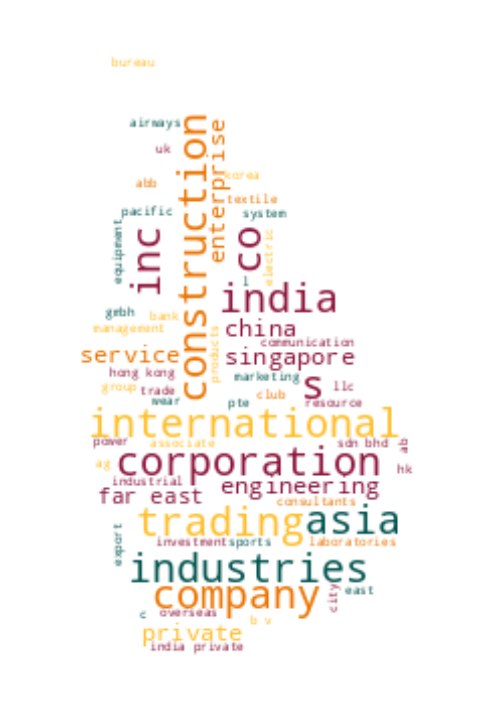 bureau
airways
construction
enterprise
uk
korea
abb
textile
pacific
system
equipment
inc
co
electric
l
india
gmbh
bank
management
china
products
communication
service
singapore
hong kong
marketing
group
trade
s
llc
wear
pte
club
resource
international
power
associate
sdn bhd
ab
ag
corporation
hk
industrial
engineering
far east
consultants
trading
asia
export
investment
sports
laboratories
industries
company
city
east
c
overseas
b v
private
india private